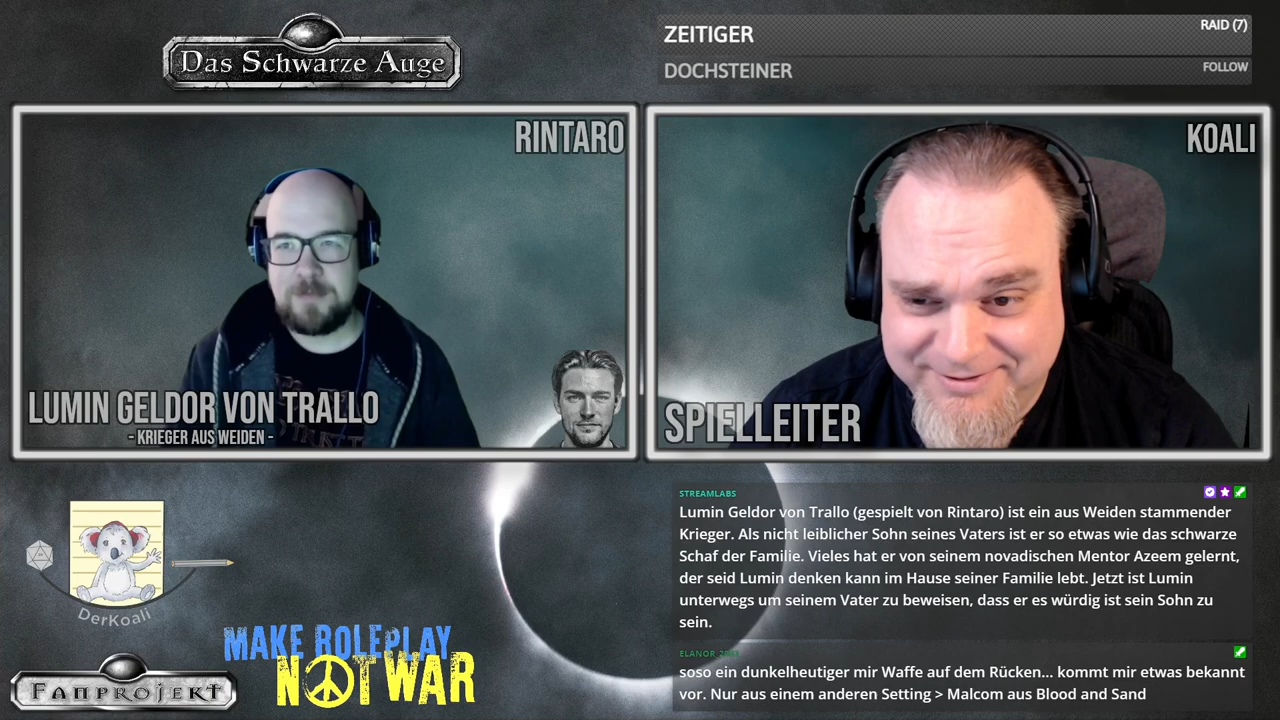 Das Schwarze Auge
ZEITIGER
RAID (7)
DOCHSTEINER
FOLLOW
RINTARO
LUMIN GELDOR VON TRALLO
- KRIEGER AUS WEIDEN -
KOALI
SPIELLEITER
STREAMLABS
Lumin Geldor von Trallo (gespielt von Rintaro) ist ein aus Weiden stammender
Krieger. Als nicht leiblicher Sohn seines Vaters ist er so etwas wie das schwarze
Schaf der Familie. Vieles hat er von seinem novadischen Mentor Azeem gelernt,
der seid Lumin denken kann im Hause seiner Familie lebt. Jetzt ist Lumin
unterwegs um seinem Vater zu beweisen, dass er es würdig ist sein Sohn zu
sein.
soso ein dunkelheutiger mir Waffe auf dem Rücken... kommt mir etwas bekannt
vor. Nur aus einem anderen Setting > Malcom aus Blood and Sand
DerKoali
MAKE ROLEPLAY
NOT WAR
FANPROJEKT